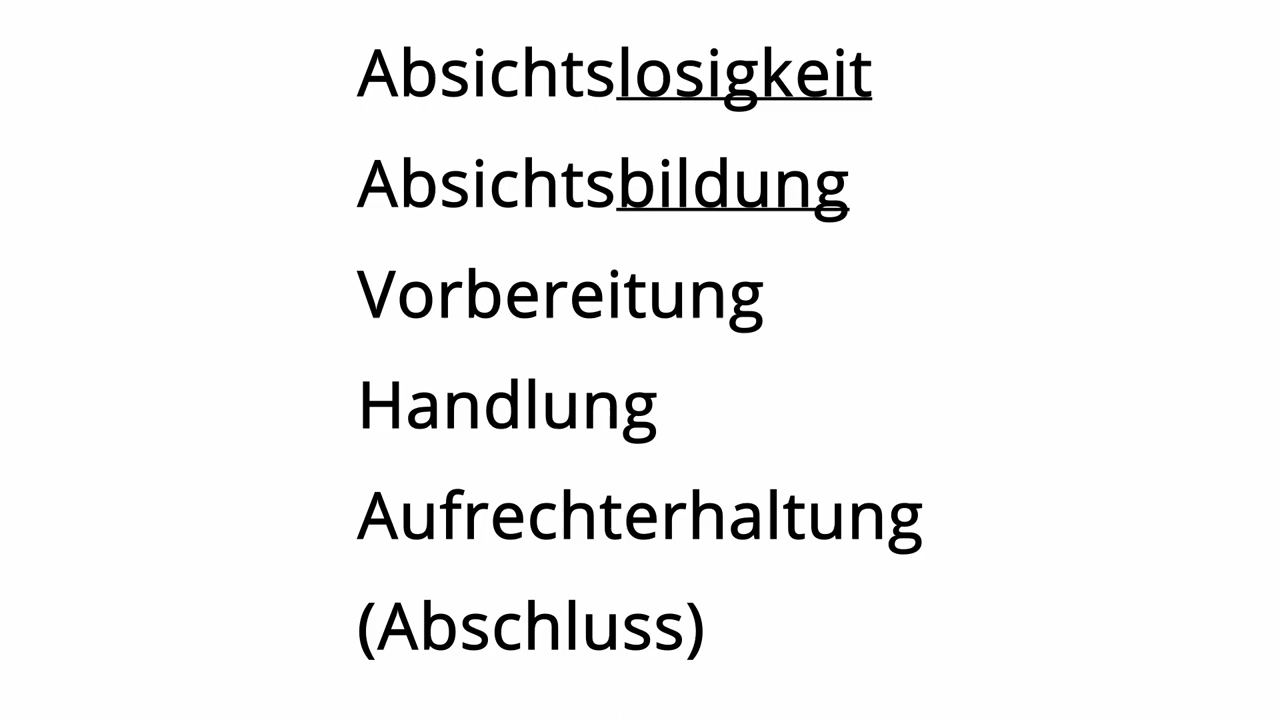 Absichtslosigkeit
Absichtsbildung
Vorbereitung
Handlung
Aufrechterhaltung
(Abschluss)